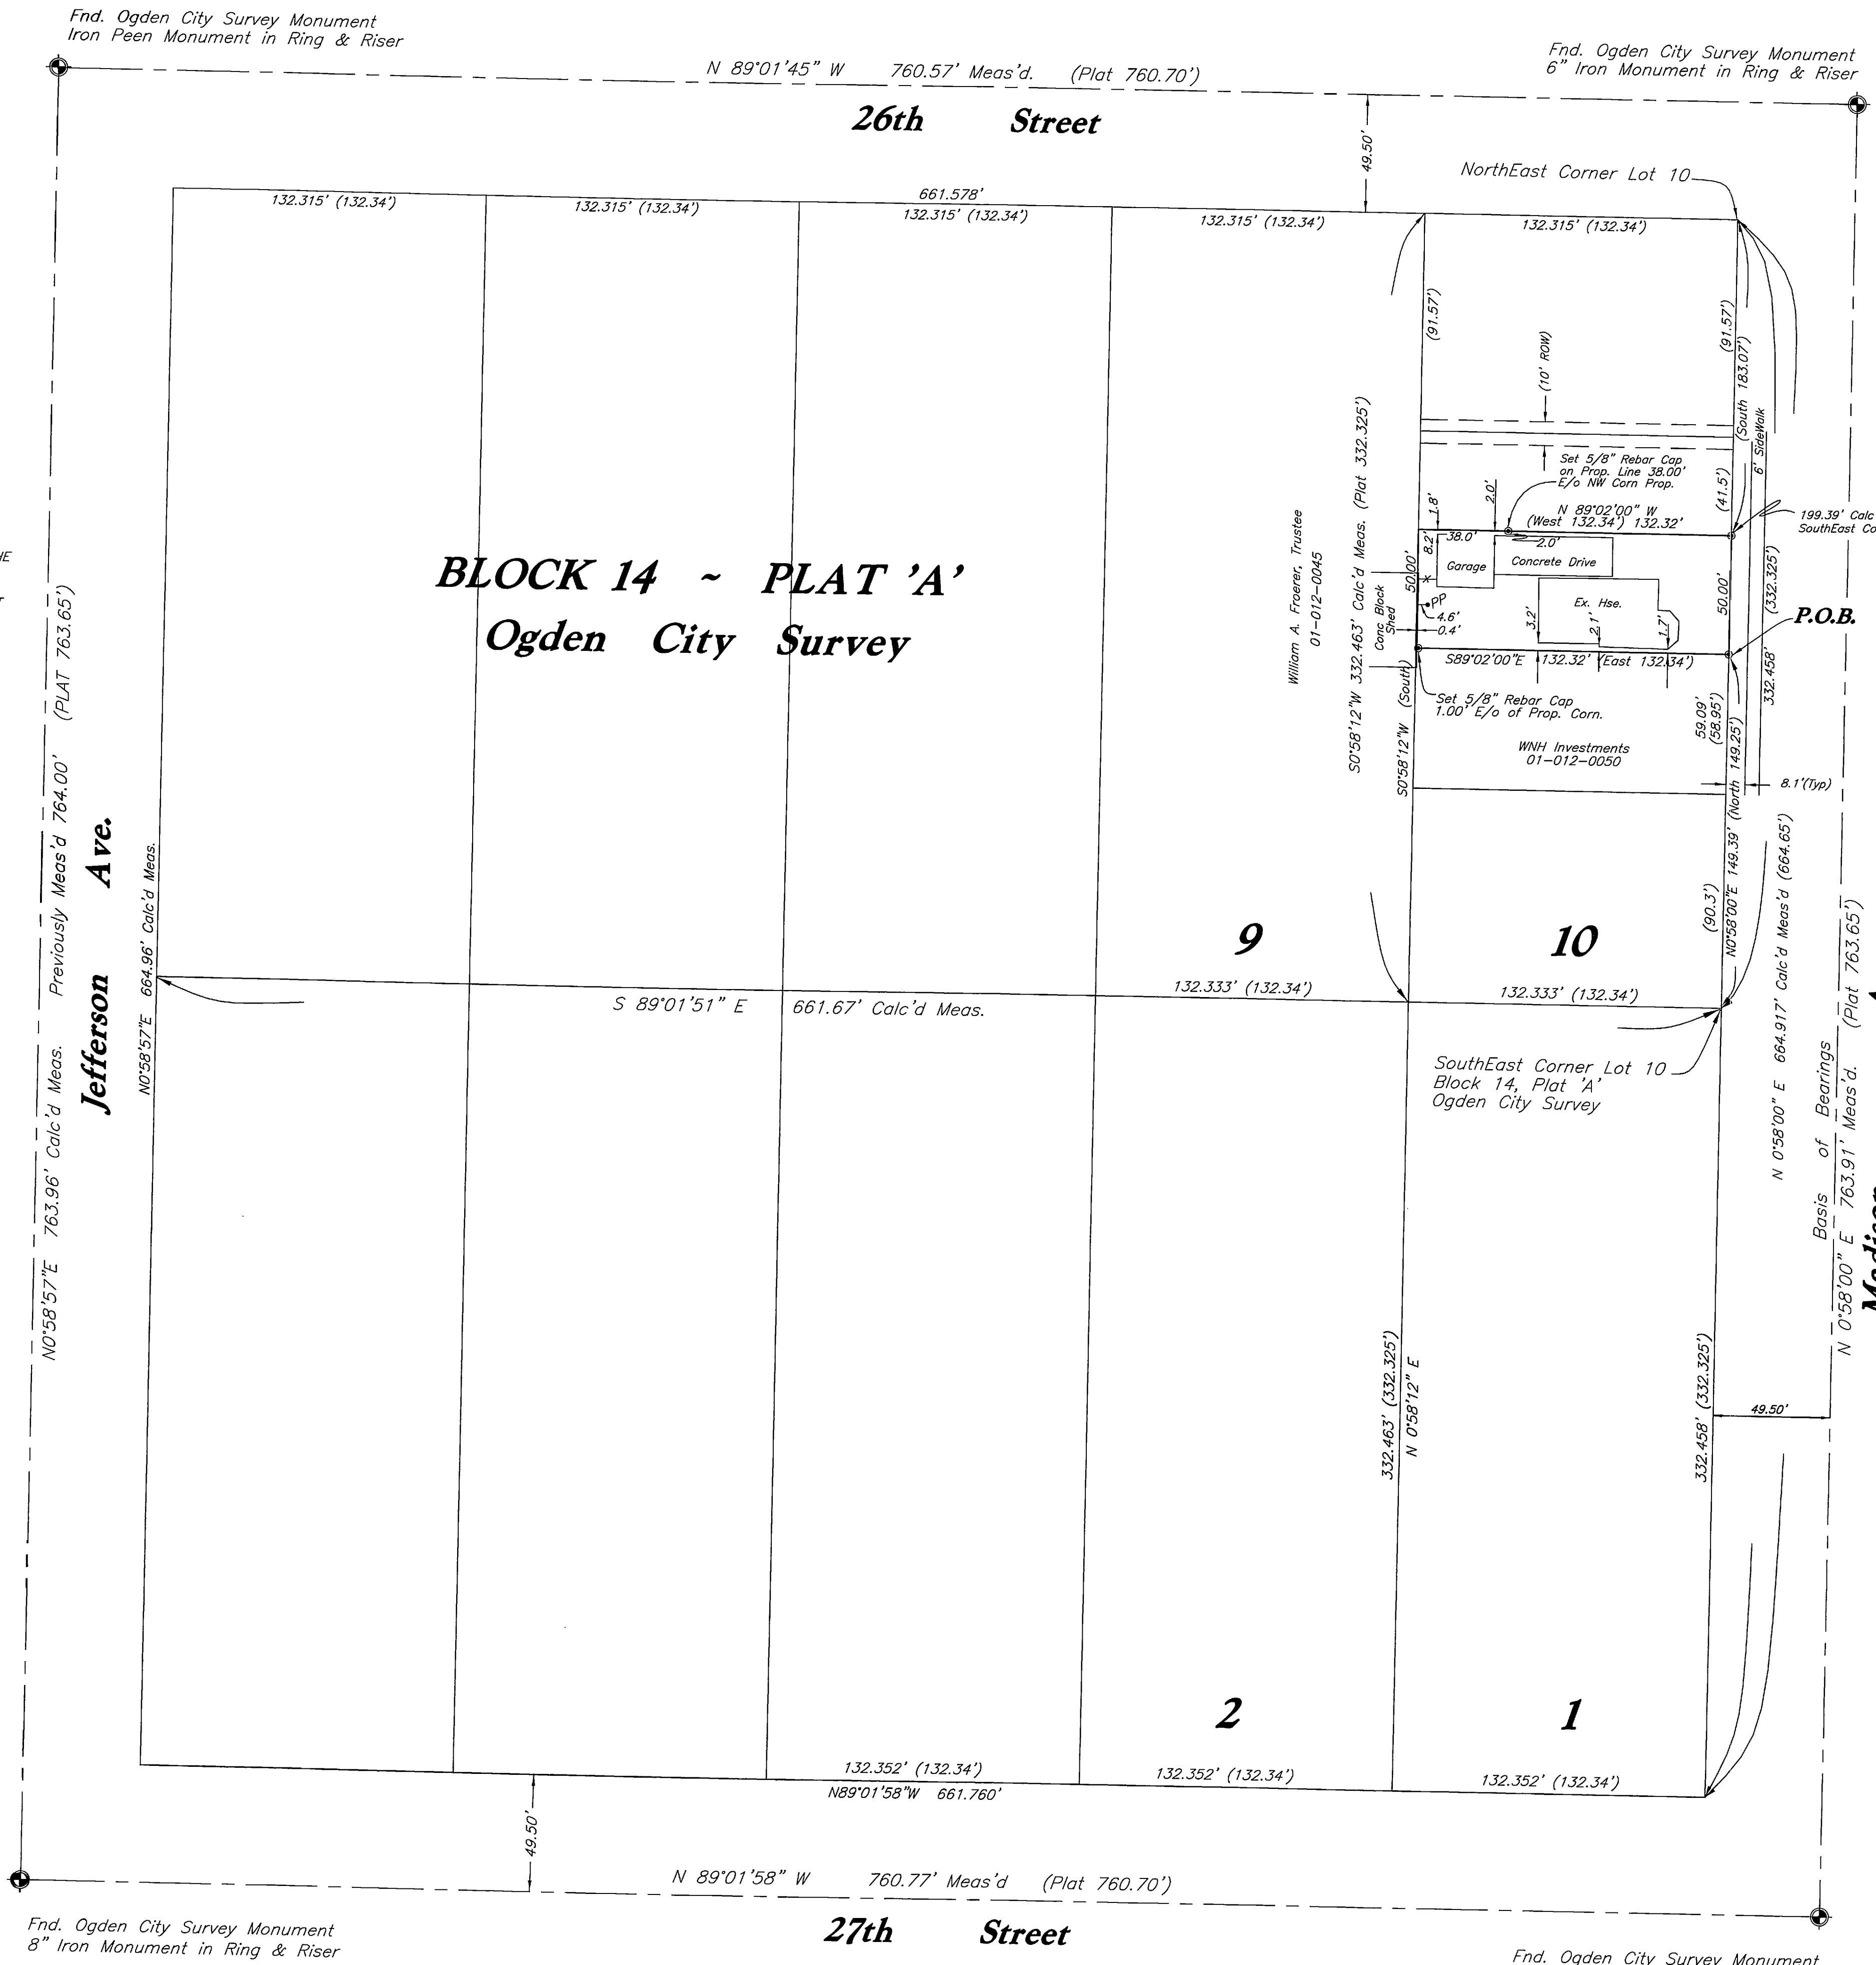 Fnd. Ogden City Survey Monument
Iron Peen Monument in Ring & Riser
N 89°01'45" W 760.57' Meas'd. (Plat 760.70')
Fnd. Ogden City Survey Monument
6" Iron Monument in Ring & Riser
26th Street
49.50'
NorthEast Corner Lot 10
661.578'
132.315' (132.34')
132.315' (132.34')
132.315' (132.34')
132.315' (132.34')
132.315' (132.34')
(91.57')
(91.57')
(10' ROW)
(South 183.07')
6' SideWalk
Set 5/8" Rebar Cap
on Prop. Line 38.00'
E/o NW Corn Prop.
(41.5')
N 89°02'00" W
(West 132.34') 132.32'
199.39' Calc
SouthEast Co
1.8'
2.0'
8.2'
38.0'
2.0'
Garage
Concrete Drive
50.00'
Ex. Hse.
50.00'
(332.325')
332.458'
P.O.B.
X
PP
4.6'
0.4'
3.2'
2.1'
1.7'
Conc Block
Shed
William A. Froerer, Trustee
01-012-0045
S0°58'12"W 332.463' Calc'd Meas. (Plat 332.325')
S0°58'12"W (South)
S89°02'00"E 132.32' (East 132.34')
Set 5/8" Rebar Cap
1.00' E/o of Prop. Corn.
59.09'
(58.95')
WNH Investments
01-012-0050
8.1'(Typ)
N0°58'00"E 149.39' (North 149.25')
(90.3')
BLOCK 14 ~ PLAT 'A'
Ogden City Survey
HE
N0°58'57"E 763.96' Calc'd Meas. Previously Meas'd 764.00' (PLAT 763.65')
Jefferson Ave.
N0°58'57"E 664.96' Calc'd Meas.
9
10
132.333' (132.34')
132.333' (132.34')
S 89°01'51" E 661.67' Calc'd Meas.
SouthEast Corner Lot 10
Block 14, Plat 'A'
Ogden City Survey
N 0°58'00" E 664.917' Calc'd Meas'd (664.65')
Basis of Bearings
N 0°58'00" E 763.91' Meas'd. (Plat 763.65')
Madison
332.463' (332.325')
N 0°58'12" E
332.458' (332.325')
49.50'
2
1
132.352' (132.34')
132.352' (132.34')
132.352' (132.34')
N89°01'58"W 661.760'
49.50'
N 89°01'58" W 760.77' Meas'd (Plat 760.70')
27th Street
Fnd. Ogden City Survey Monument
8" Iron Monument in Ring & Riser
Fnd. Ogden City Survey Monument